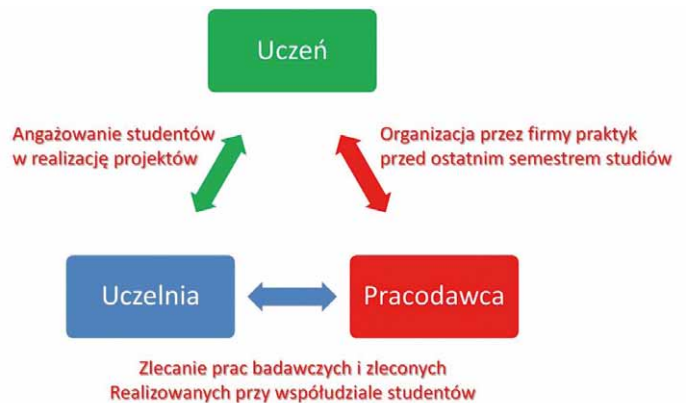 Uczeń
Angażowanie studentów
w realizację projektów
Organizacja przez firmy praktyk
przed ostatnim semestrem studiów
Uczelnia
Pracodawca
Zlecanie prac badawczych i zleconych
Realizowanych przy współudziale studentów